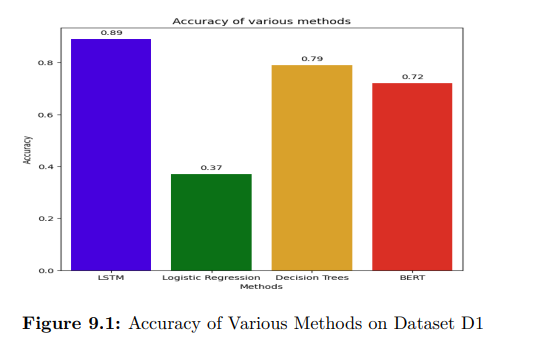 Accuracy of various methods
0.89
0.37
0.79
0.72
0.8
0.6
0.4
0.2
0.0
Accuracy
LSTM
Logistic Regression
Decision Trees
BERT
Methods
Figure 9.1: Accuracy of Various Methods on Dataset D1